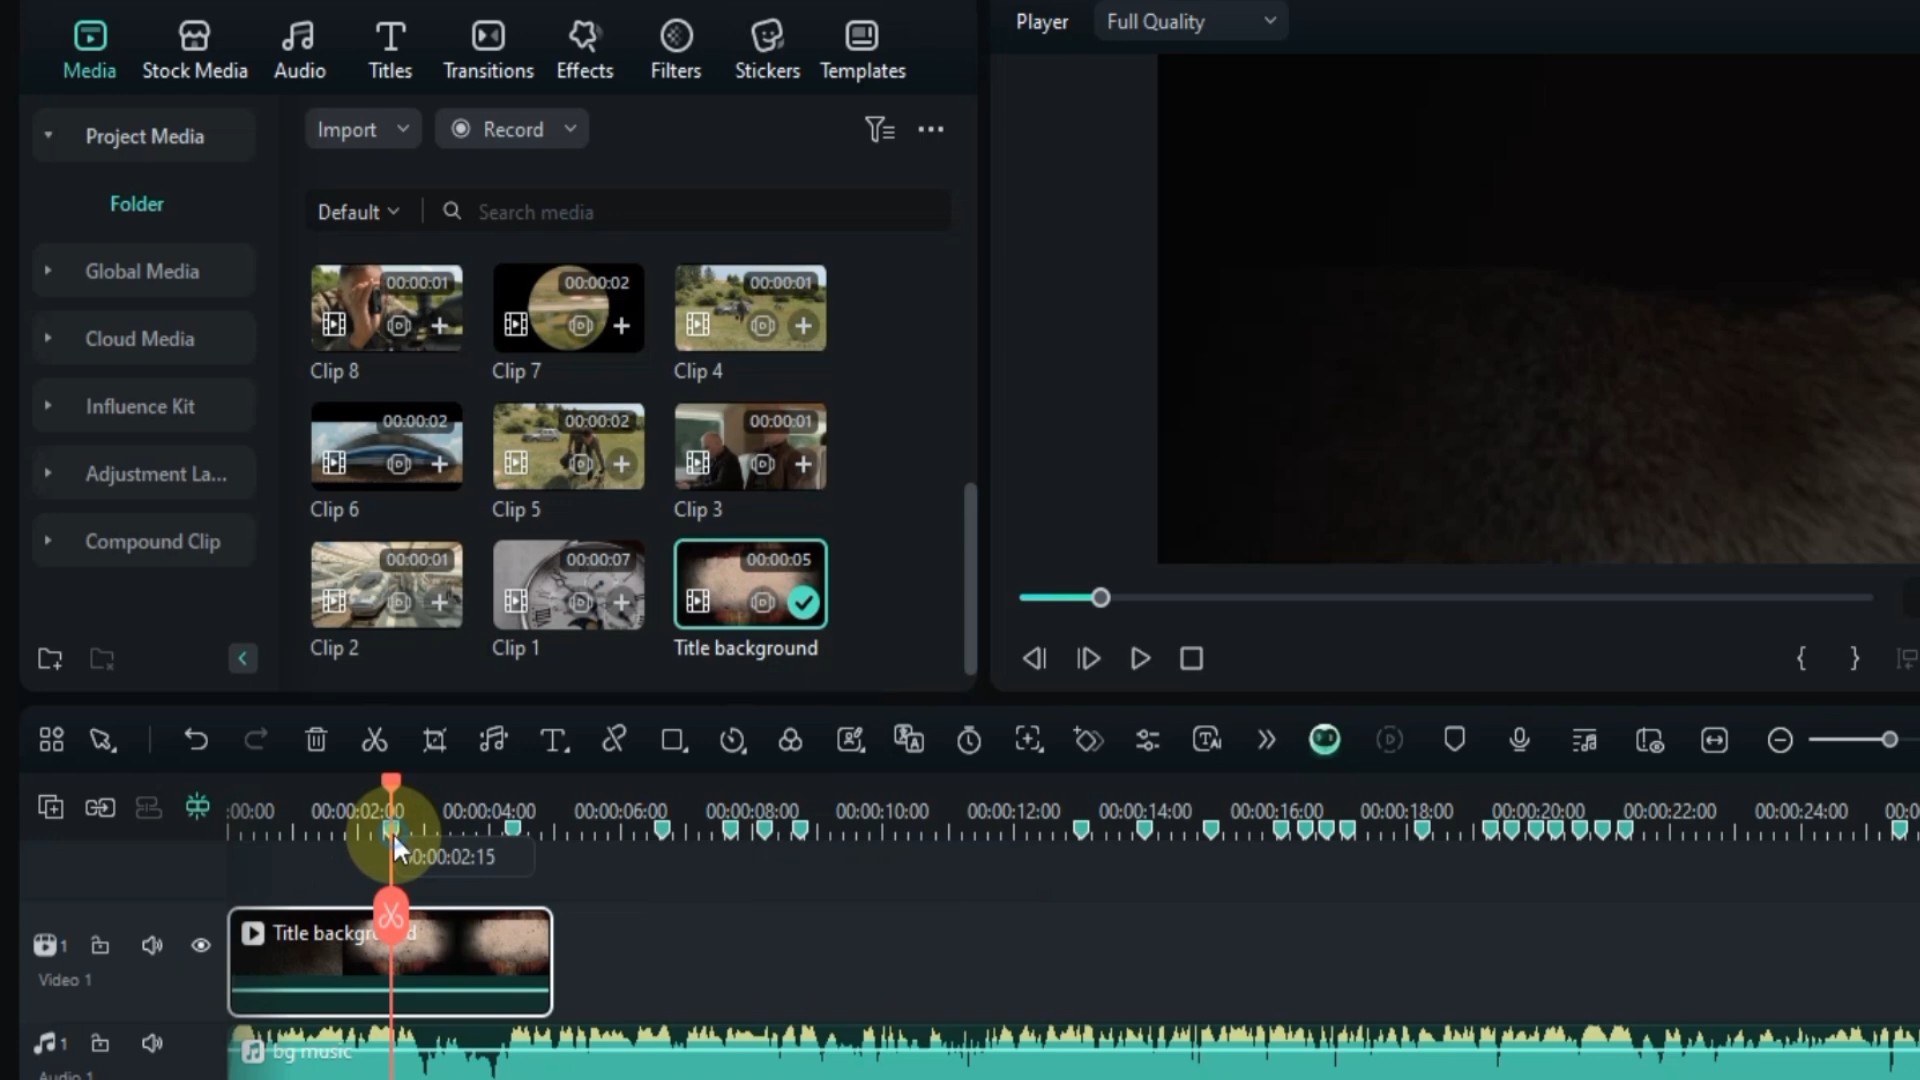 Player
Full Quality
Media
Stock Media
Audio
Titles
Transitions
Effects
Filters
Stickers
Templates
Project Media
Folder
Global Media
Cloud Media
Influence Kit
Adjustment La...
Compound Clip
Import
Record
Default
Search media
00:00:01
00:00:02
00:00:01
Clip 8
Clip 7
Clip 4
00:00:02
00:00:02
00:00:01
Clip 6
Clip 5
Clip 3
00:00:01
00:00:07
00:00:05
Clip 2
Clip 1
Title background
:00:00
00:00:02:00
00:00:04:00
00:00:06:00
00:00:08:00
00:00:10:00
00:00:12:00
00:00:14:00
00:00:16:00
00:00:18:00
00:00:20:00
00:00:22:00
00:00:24:00
00:00:02:15
1
Video 1
Title backgr
1
Audio 1
bg music